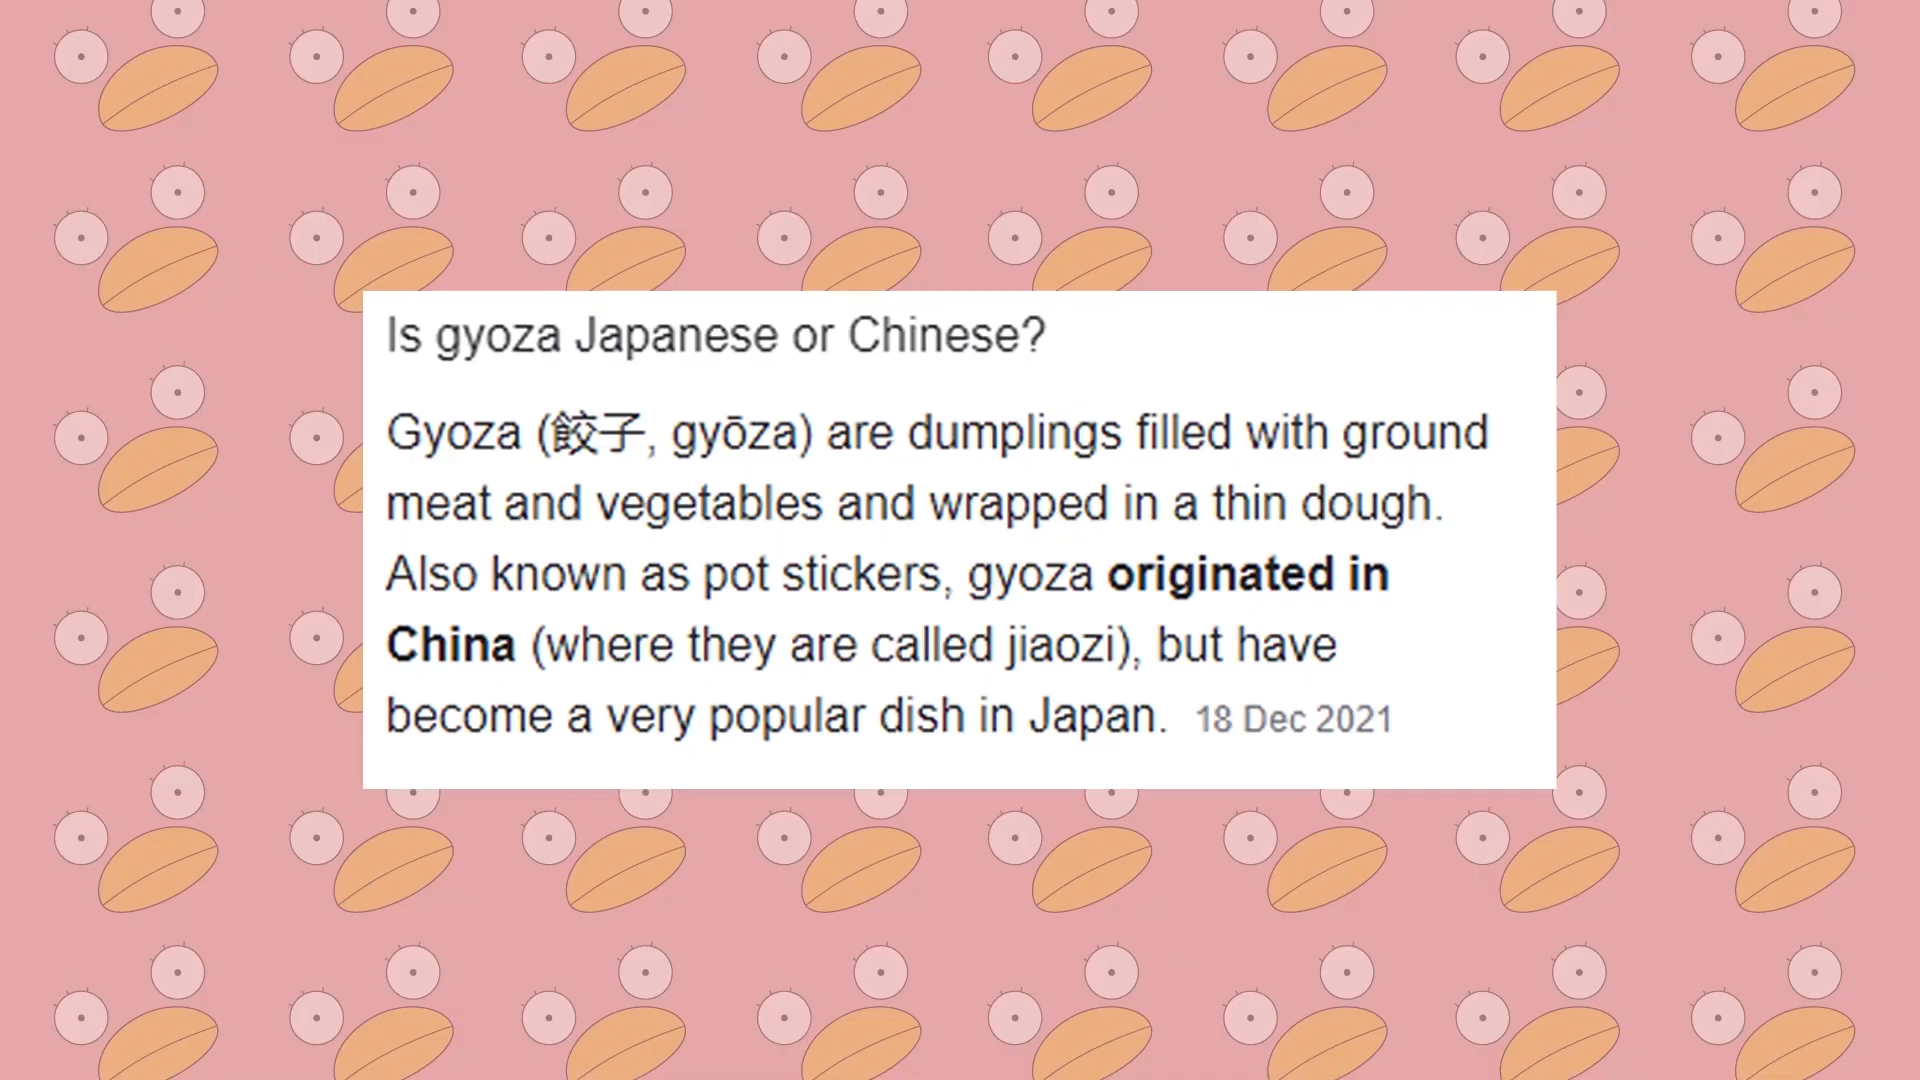 Is gyoza Japanese or Chinese?
Gyoza (餃子, gyōza) are dumplings filled with ground
meat and vegetables and wrapped in a thin dough.
Also known as pot stickers, gyoza originated in
China (where they are called jiaozi), but have
become a very popular dish in Japan. 18 Dec 2021